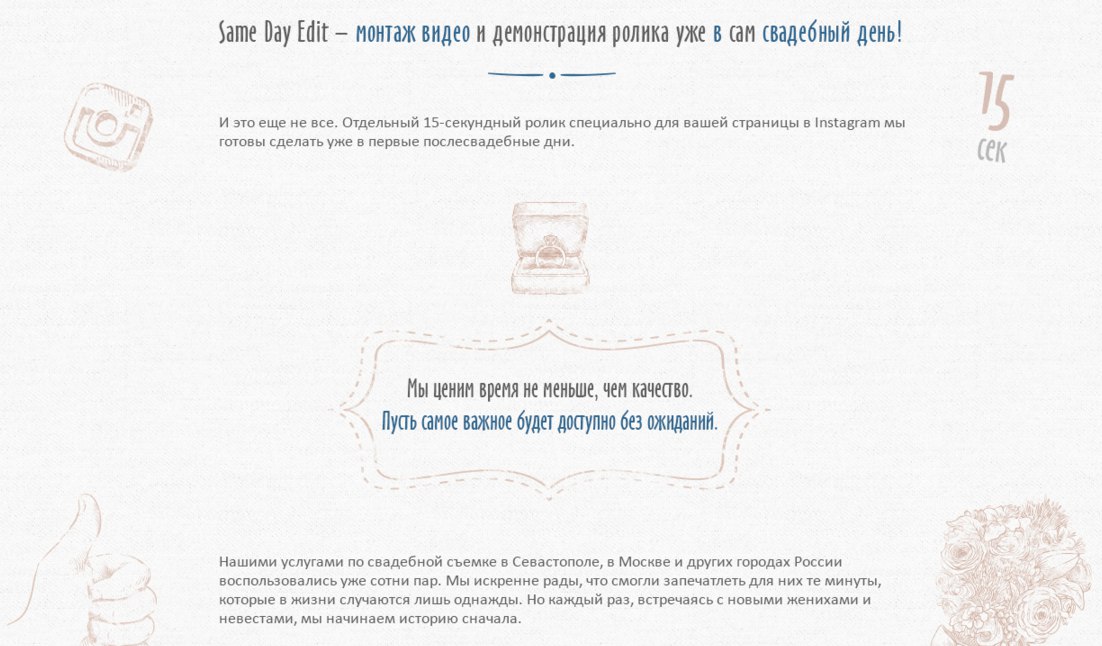 Same Day Edit – монтаж видео и демонстрация ролика уже в сам свадебный день!
И это еще не все. Отдельный 15-секундный ролик специально для вашей страницы в Instagram мы
готовы сделать уже в первые послесвадебные дни.
15
сек
Мы ценим время не меньше, чем качество.
Пусть самое важное будет доступно без ожиданий.
Нашими услугами по свадебной съемке в Севастополе, в Москве и других городах России
воспользовались уже сотни пар. Мы искренне рады, что смогли запечатлеть для них те минуты,
которые в жизни случаются лишь однажды. Но каждый раз, встречаясь с новыми женихами и
невестами, мы начинаем историю сначала.